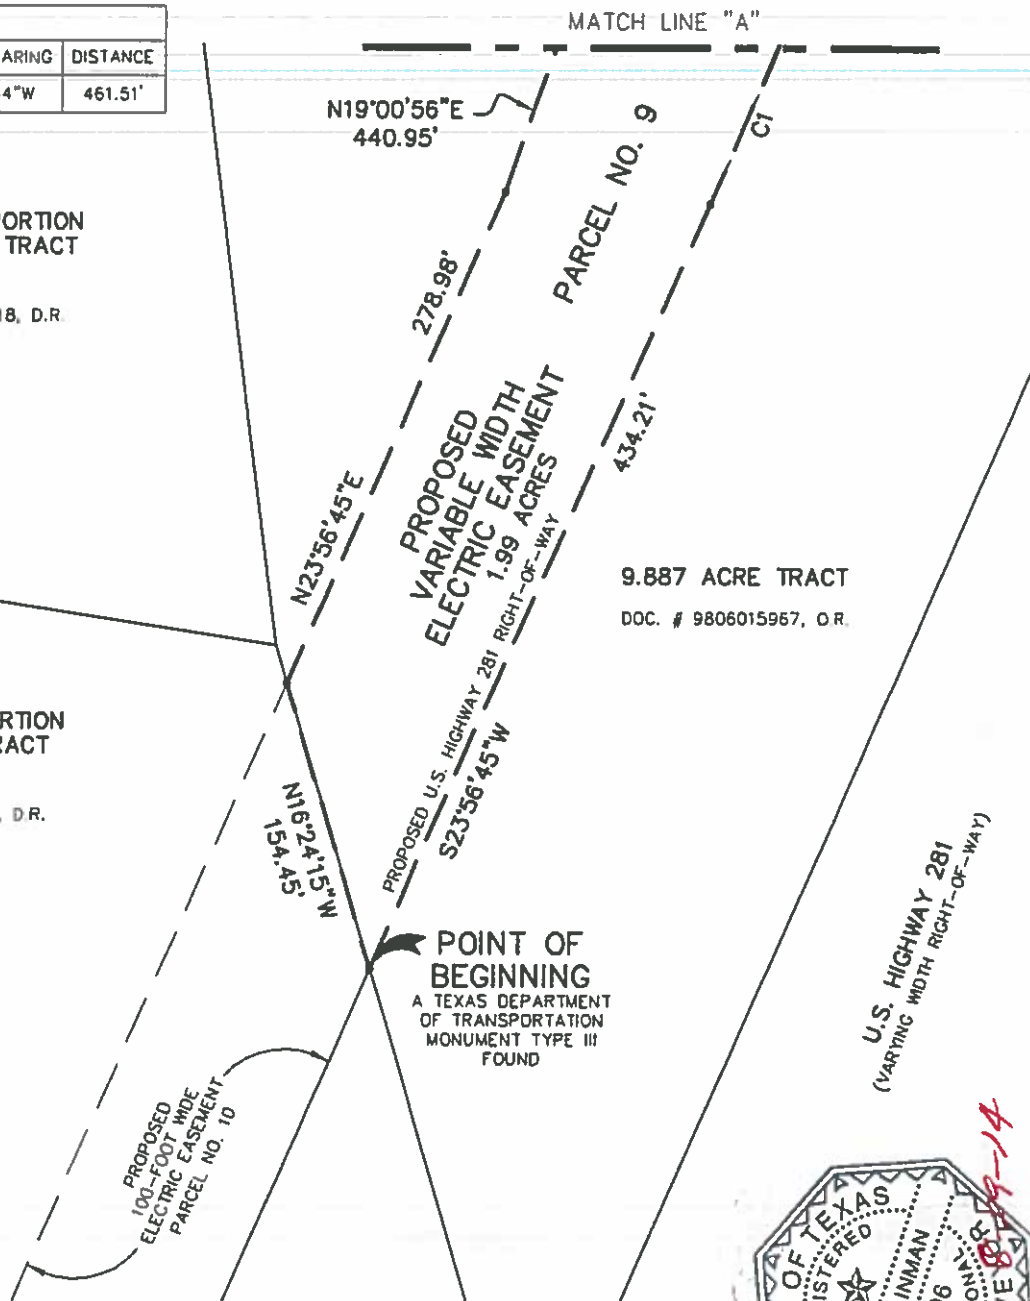 MATCH LINE "A"
ARING DISTANCE
4"W 461.51'
N19°00'56"E
440.95'
PARCEL NO. 9
C1
ORTION
TRACT
18, D.R.
278.98'
434.21'
PROPOSED
VARIABLE WIDTH
ELECTRIC EASEMENT
1.99 ACRES
PROPOSED U.S. HIGHWAY 281 RIGHT-OF-WAY
N23°56'45"E
S23°56'45"W
9.887 ACRE TRACT
DOC. # 9806015967, O.R.
RTION
RACT
, D.R.
N16°24'15"W
154.45'
POINT OF
BEGINNING
A TEXAS DEPARTMENT
OF TRANSPORTATION
MONUMENT TYPE III
FOUND
U.S. HIGHWAY 281
(VARYING WIDTH RIGHT-OF-WAY)
PROPOSED
100-FOOT WIDE
ELECTRIC EASEMENT
PARCEL NO. 10
OF TEXAS
ISTERED
INMAN
ONAL